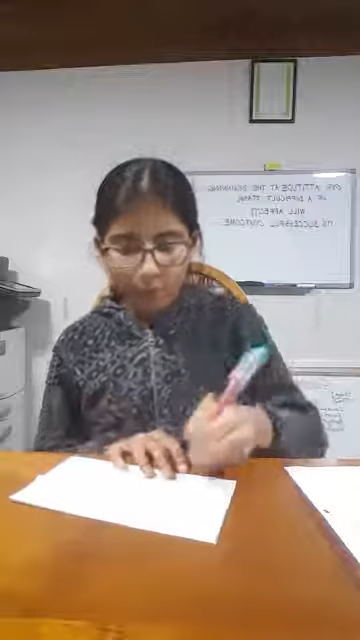 OUR ATTITUDE AT THE BEGINNING
OF A DIFFICULT TASK
WILL AFFECT
ITS SUCCESSFUL OUTCOME